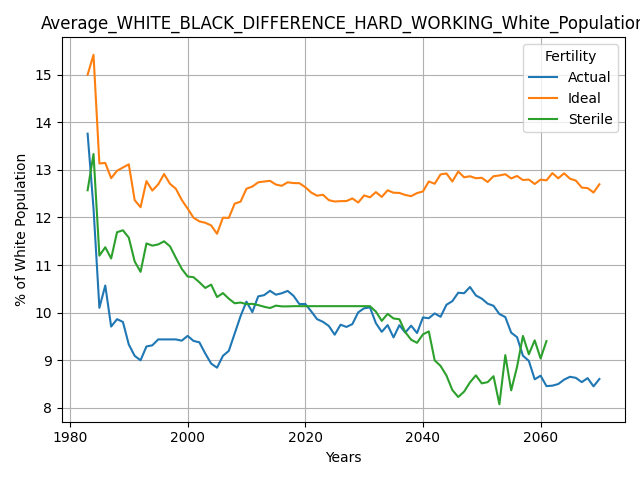 Average_WHITE_BLACK_DIFFERENCE_HARD_WORKING_White_Population
Fertility
Actual
Ideal
Sterile
15
14
13
12
11
10
9
8
% of White Population
1980
2000
2020
2040
2060
Years